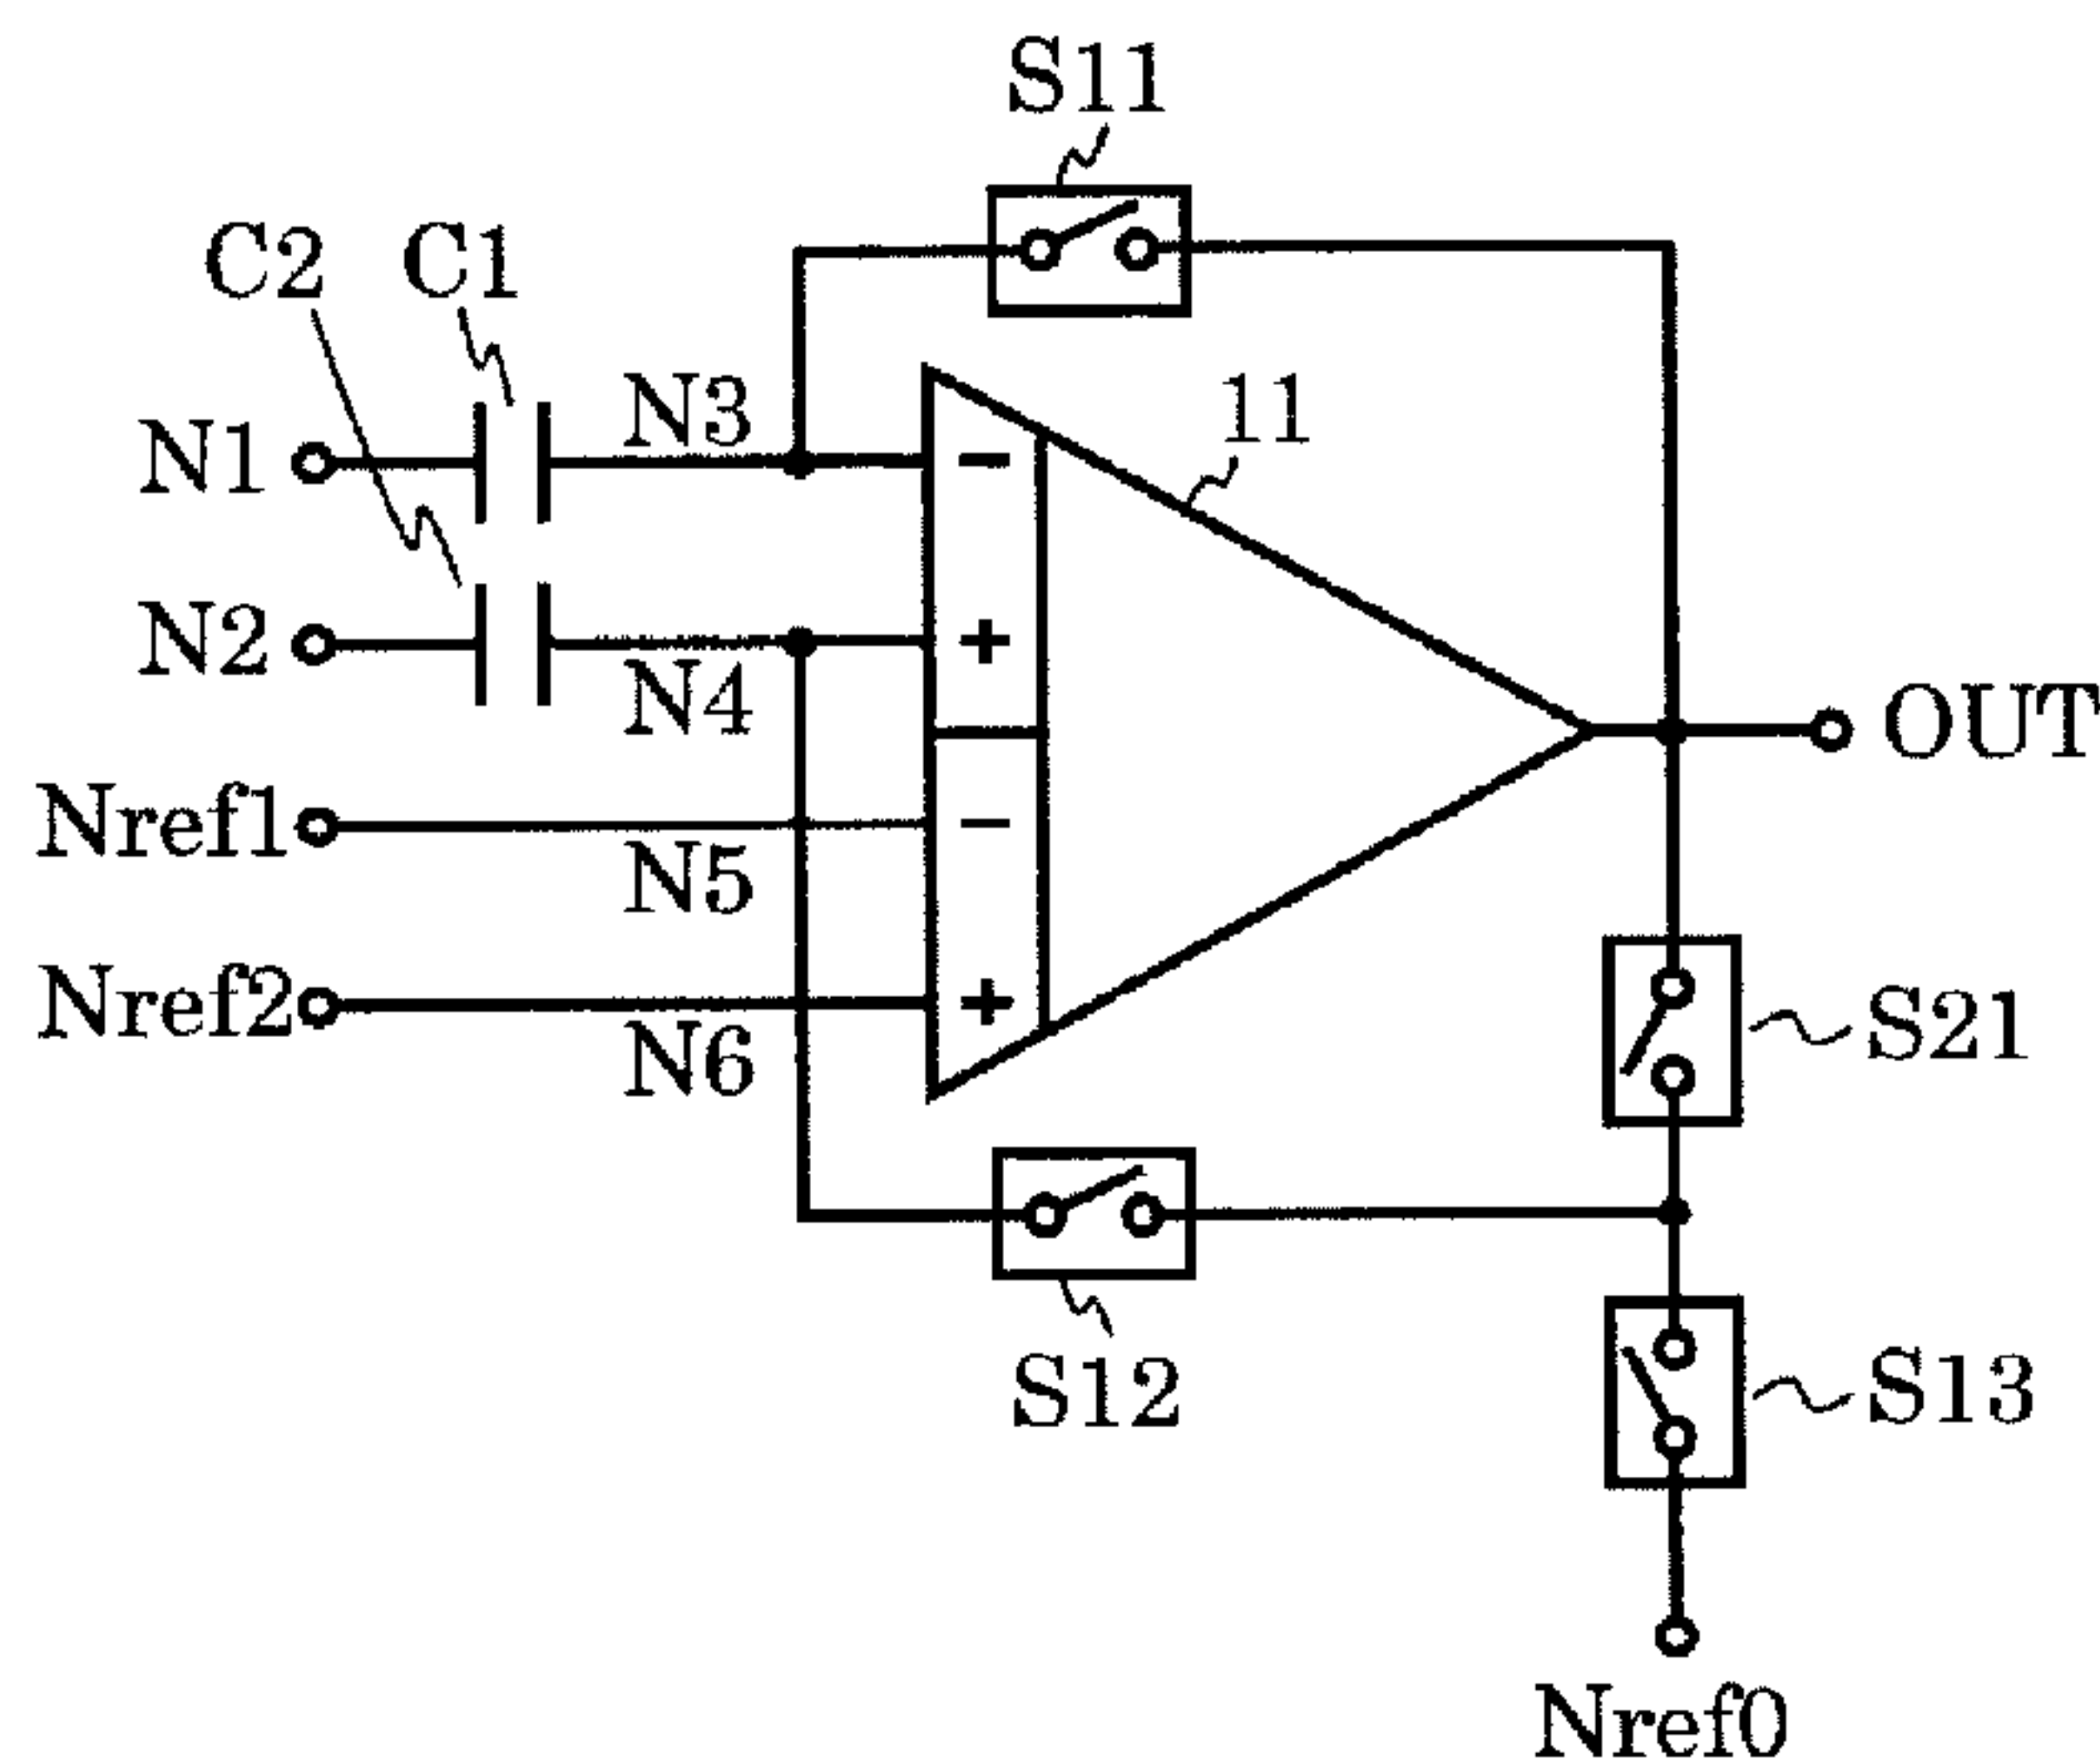 S11
C2 C1
N1
N3
11
N2
N4
OUT
Nref1
N5
Nref2
N6
S21
S12
S13
Nref0
−
+
−
+